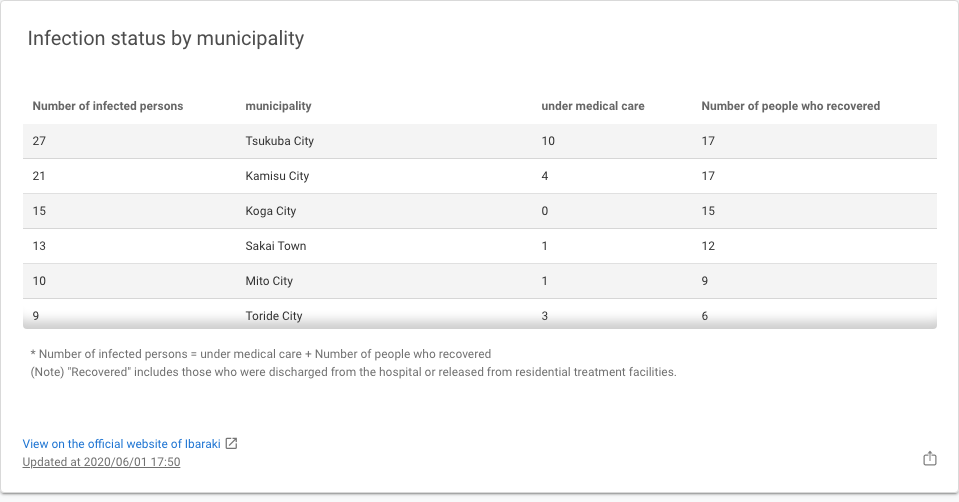 Infection status by municipality
Number of infected persons municipality under medical care Number of people who recovered
27 Tsukuba City 10 17
21 Kamisu City 4 17
15 Koga City 0 15
13 Sakai Town 1 12
10 Mito City 1 9
9 Toride City 3 6
* Number of infected persons = under medical care + Number of people who recovered
(Note) "Recovered" includes those who were discharged from the hospital or released from residential treatment facilities.
View on the official website of Ibaraki
Updated at 2020/06/01 17:50